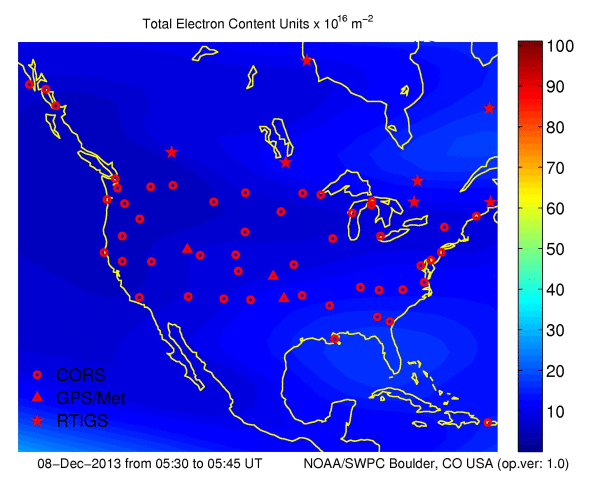 Total Electron Content Units x 10^16 m^−2
100
90
80
70
60
50
40
30
20
10
CORS
GPS/Met
RTIGS
08−Dec−2013 from 05:30 to 05:45 UT
NOAA/SWPC Boulder, CO USA (op.ver: 1.0)